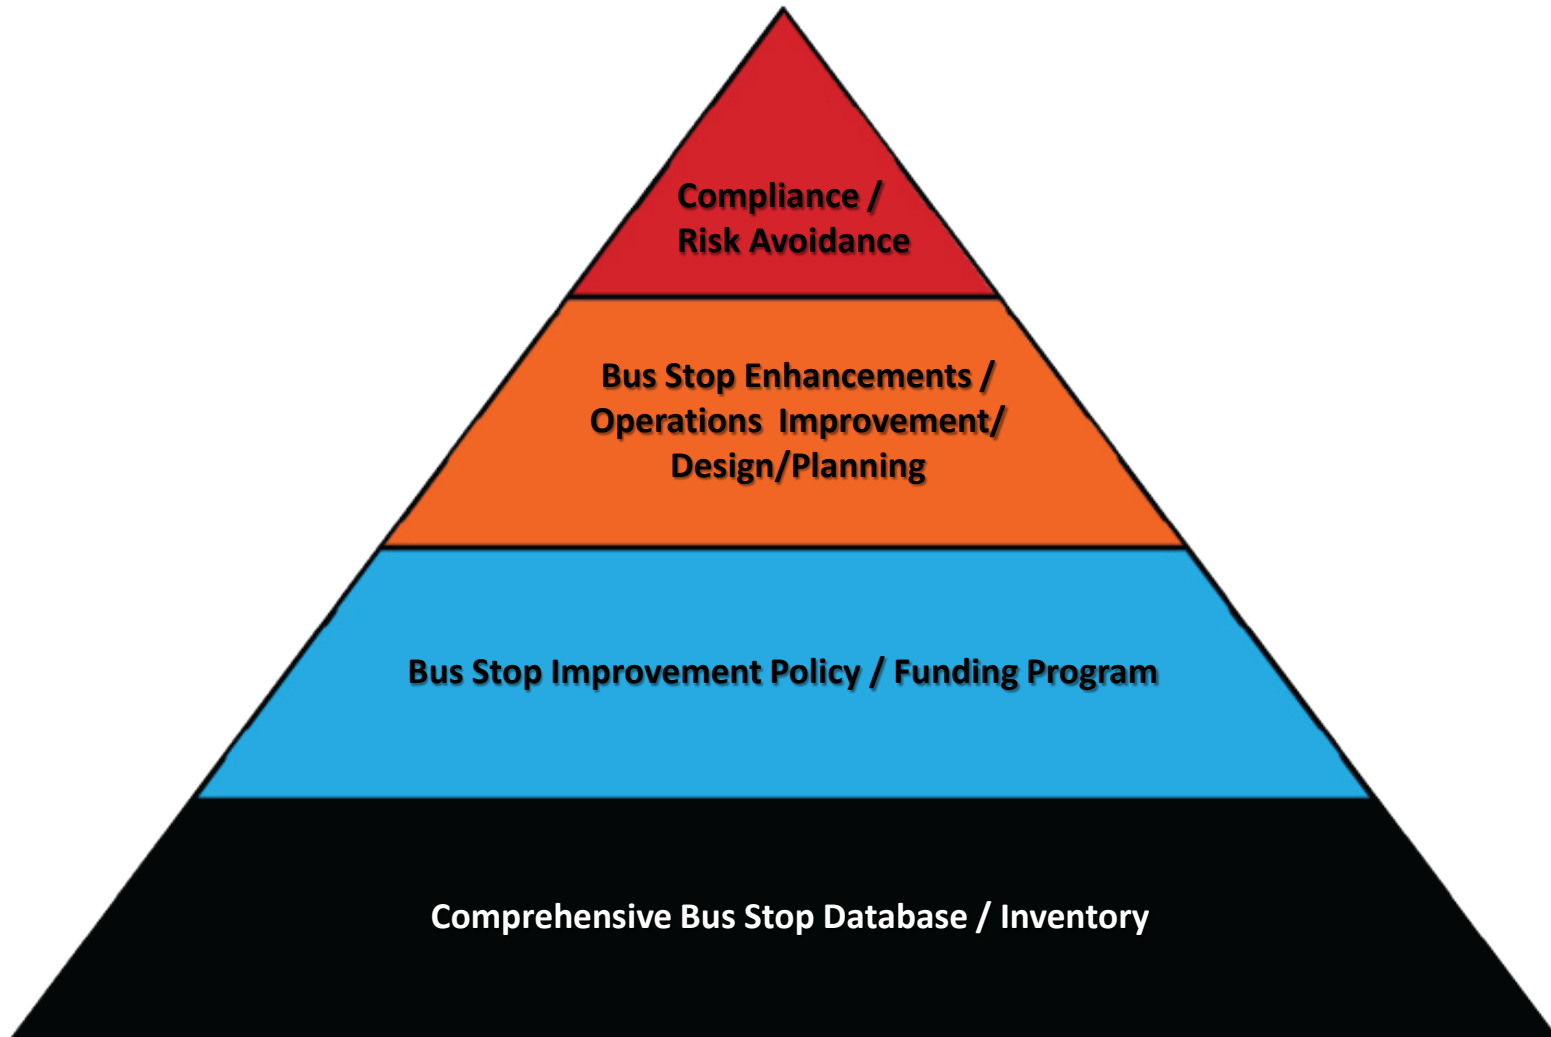 Compliance /
Risk Avoidance
Bus Stop Enhancements /
Operations  Improvement/
Design/Planning
Bus Stop Improvement Policy / Funding Program
Comprehensive Bus Stop Database / Inventory